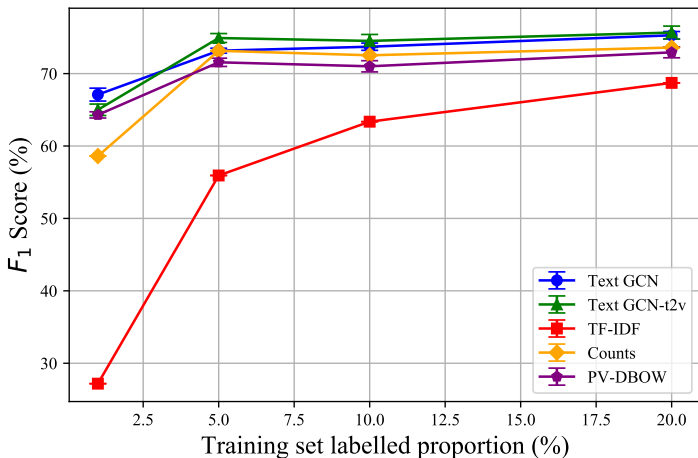 70
60
50
40
30
F1 Score (%)
2.5
5.0
7.5
10.0
12.5
15.0
17.5
20.0
Training set labelled proportion (%)
Text GCN
Text GCN-t2v
TF-IDF
Counts
PV-DBOW